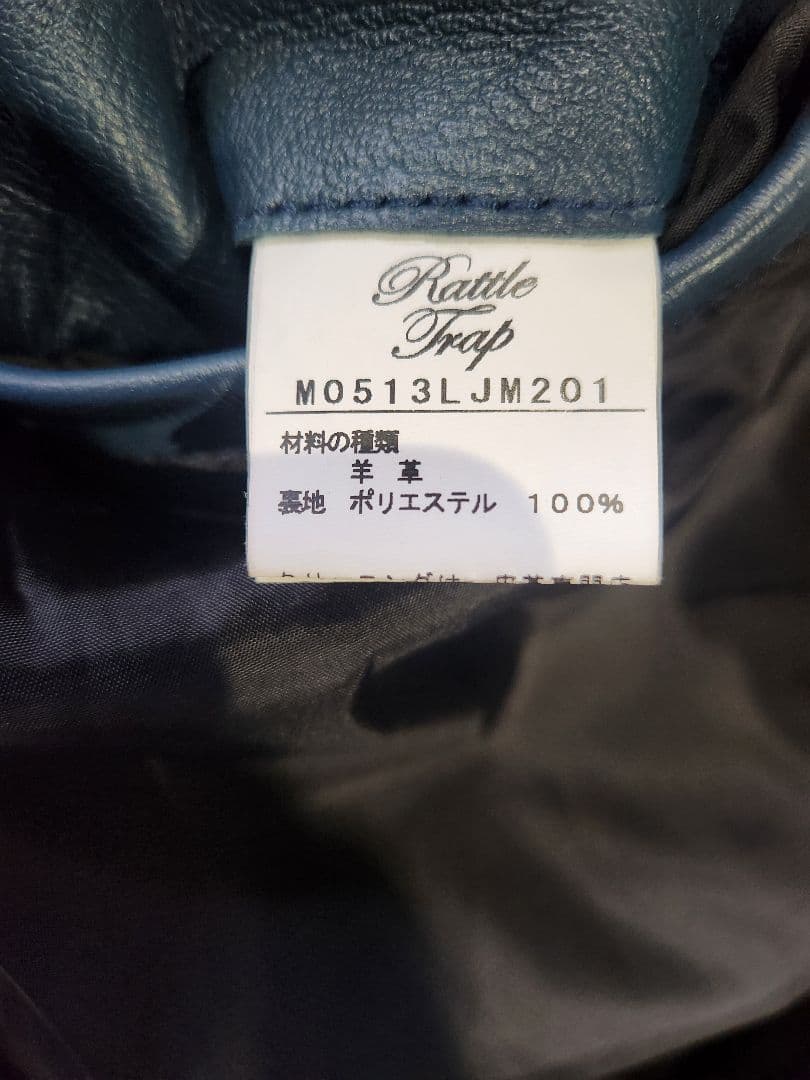 Rattle
Trap
M0513LJM201
材料の種類
羊 革
裏地 ポリエステル 100%